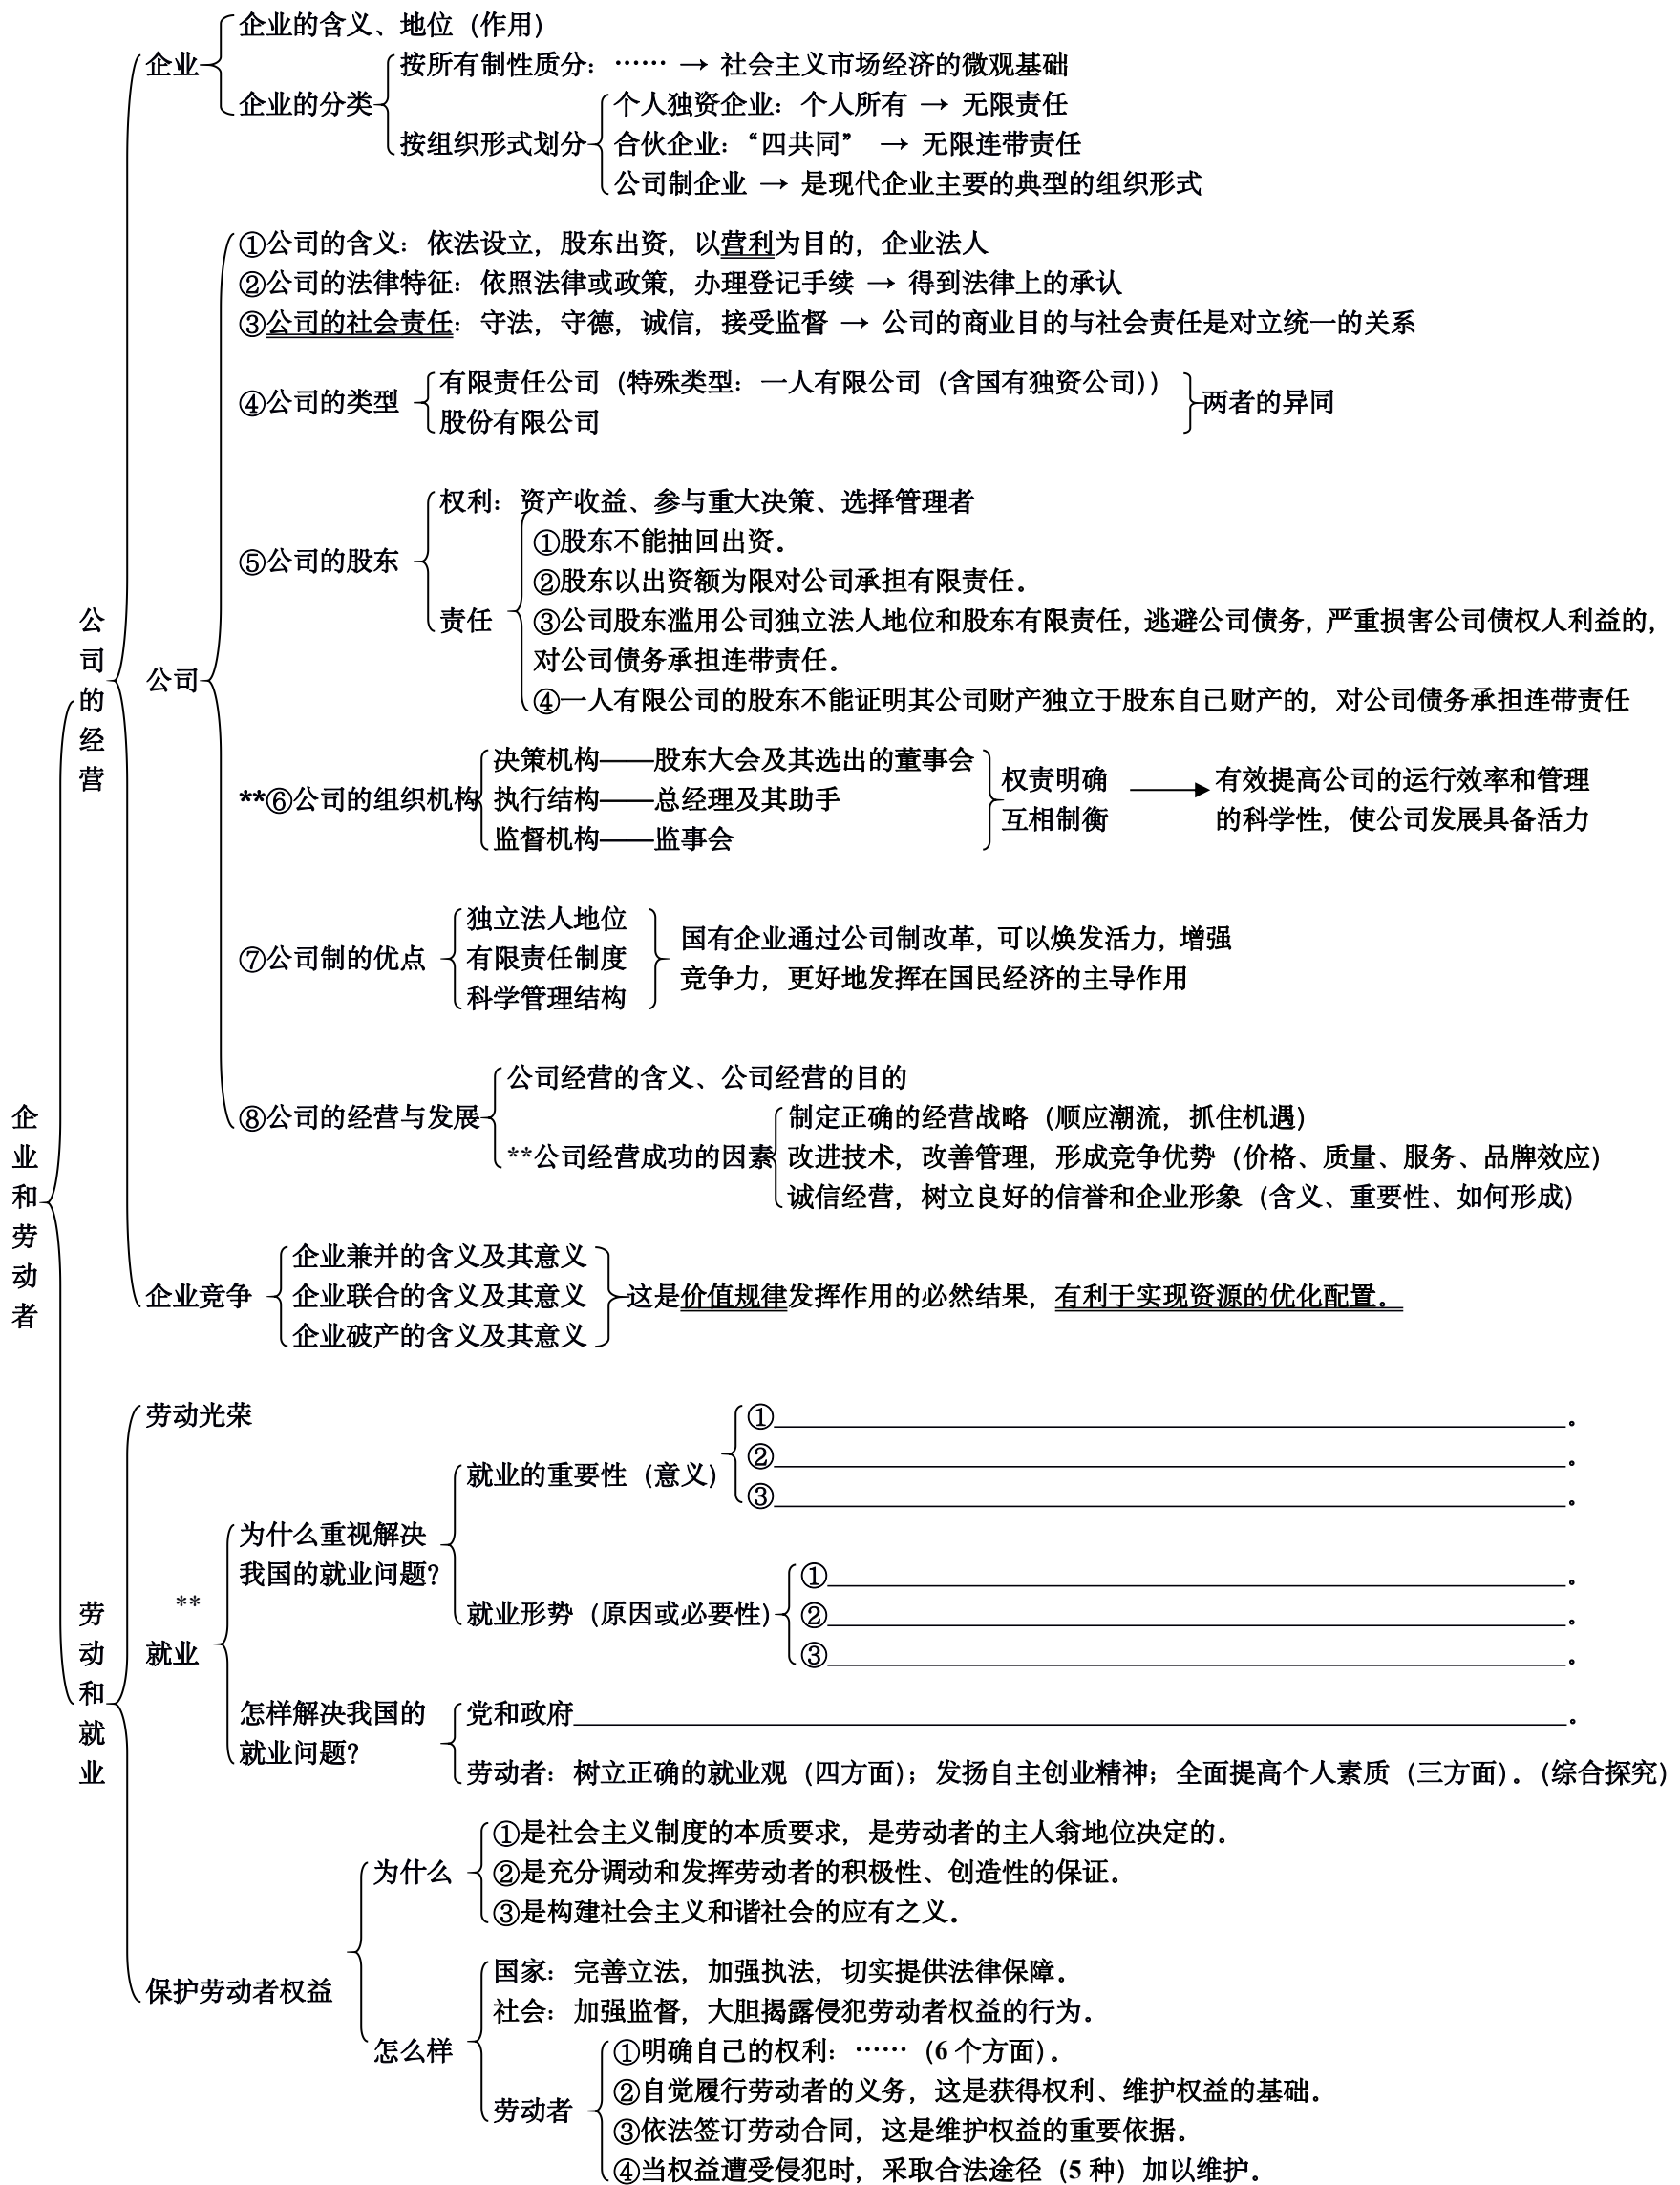 企业和劳动者
公司的经营
企业
企业的含义、地位（作用）
企业的分类
按所有制性质分：…… → 社会主义市场经济的微观基础
按组织形式划分
个人独资企业：个人所有 → 无限责任
合伙企业：“四共同” → 无限连带责任
公司制企业 → 是现代企业主要的典型的组织形式
公司
①公司的含义：依法设立，股东出资，以营利为目的，企业法人
②公司的法律特征：依照法律或政策，办理登记手续 → 得到法律上的承认
③公司的社会责任：守法，守德，诚信，接受监督 → 公司的商业目的与社会责任是对立统一的关系
④公司的类型
有限责任公司（特殊类型：一人有限公司（含国有独资公司））
股份有限公司
两者的异同
⑤公司的股东
权利：资产收益、参与重大决策、选择管理者
责任
①股东不能抽回出资。
②股东以出资额为限对公司承担有限责任。
③公司股东滥用公司独立法人地位和股东有限责任，逃避公司债务，严重损害公司债权人利益的，
对公司债务承担连带责任。
④一人有限公司的股东不能证明其公司财产独立于股东自己财产的，对公司债务承担连带责任
**⑥公司的组织机构
决策机构——股东大会及其选出的董事会
执行结构——总经理及其助手
监督机构——监事会
权责明确
互相制衡
有效提高公司的运行效率和管理
的科学性，使公司发展具备活力
⑦公司制的优点
独立法人地位
有限责任制度
科学管理结构
国有企业通过公司制改革，可以焕发活力，增强
竞争力，更好地发挥在国民经济的主导作用
⑧公司的经营与发展
公司经营的含义、公司经营的目的
**公司经营成功的因素
制定正确的经营战略（顺应潮流，抓住机遇）
改进技术，改善管理，形成竞争优势（价格、质量、服务、品牌效应）
诚信经营，树立良好的信誉和企业形象（含义、重要性、如何形成）
企业竞争
企业兼并的含义及其意义
企业联合的含义及其意义
企业破产的含义及其意义
这是价值规律发挥作用的必然结果，有利于实现资源的优化配置。
劳动和就业
劳动光荣
**
就业
为什么重视解决
我国的就业问题？
就业的重要性（意义）
①______。
②______。
③______。
就业形势（原因或必要性）
①______。
②______。
③______。
怎样解决我国的
就业问题？
党和政府______。
劳动者：树立正确的就业观（四方面）；发扬自主创业精神；全面提高个人素质（三方面）。（综合探究）
保护劳动者权益
为什么
①是社会主义制度的本质要求，是劳动者的主人翁地位决定的。
②是充分调动和发挥劳动者的积极性、创造性的保证。
③是构建社会主义和谐社会的应有之义。
怎么样
国家：完善立法，加强执法，切实提供法律保障。
社会：加强监督，大胆揭露侵犯劳动者权益的行为。
劳动者
①明确自己的权利：……（6 个方面）。
②自觉履行劳动者的义务，这是获得权利、维护权益的基础。
③依法签订劳动合同，这是维护权益的重要依据。
④当权益遭受侵犯时，采取合法途径（5 种）加以维护。